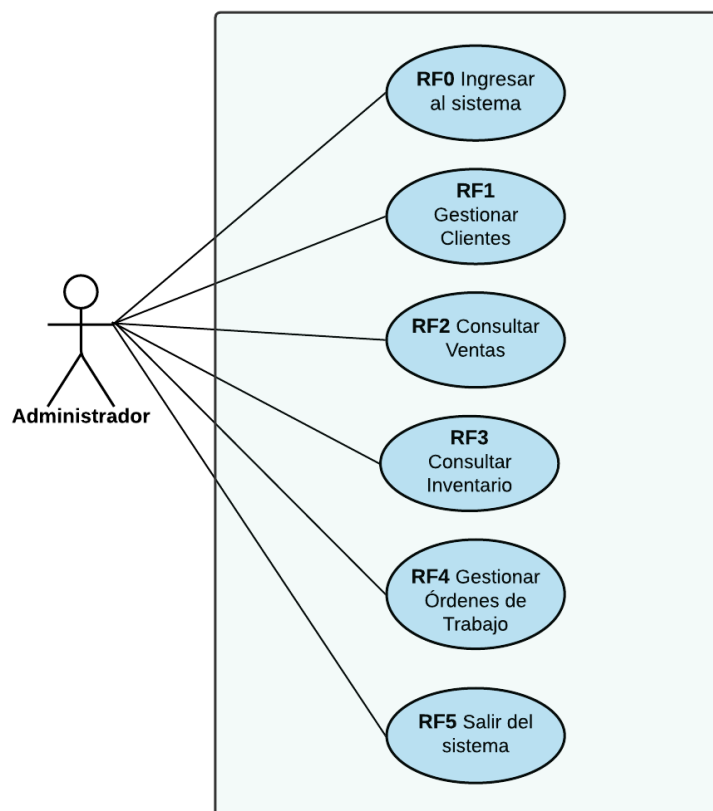 RF0 Ingresar
al sistema
RF1
Gestionar
Clientes
RF2 Consultar
Ventas
Administrador
RF3
Consultar
Inventario
RF4 Gestionar
Órdenes de
Trabajo
RF5 Salir del
sistema